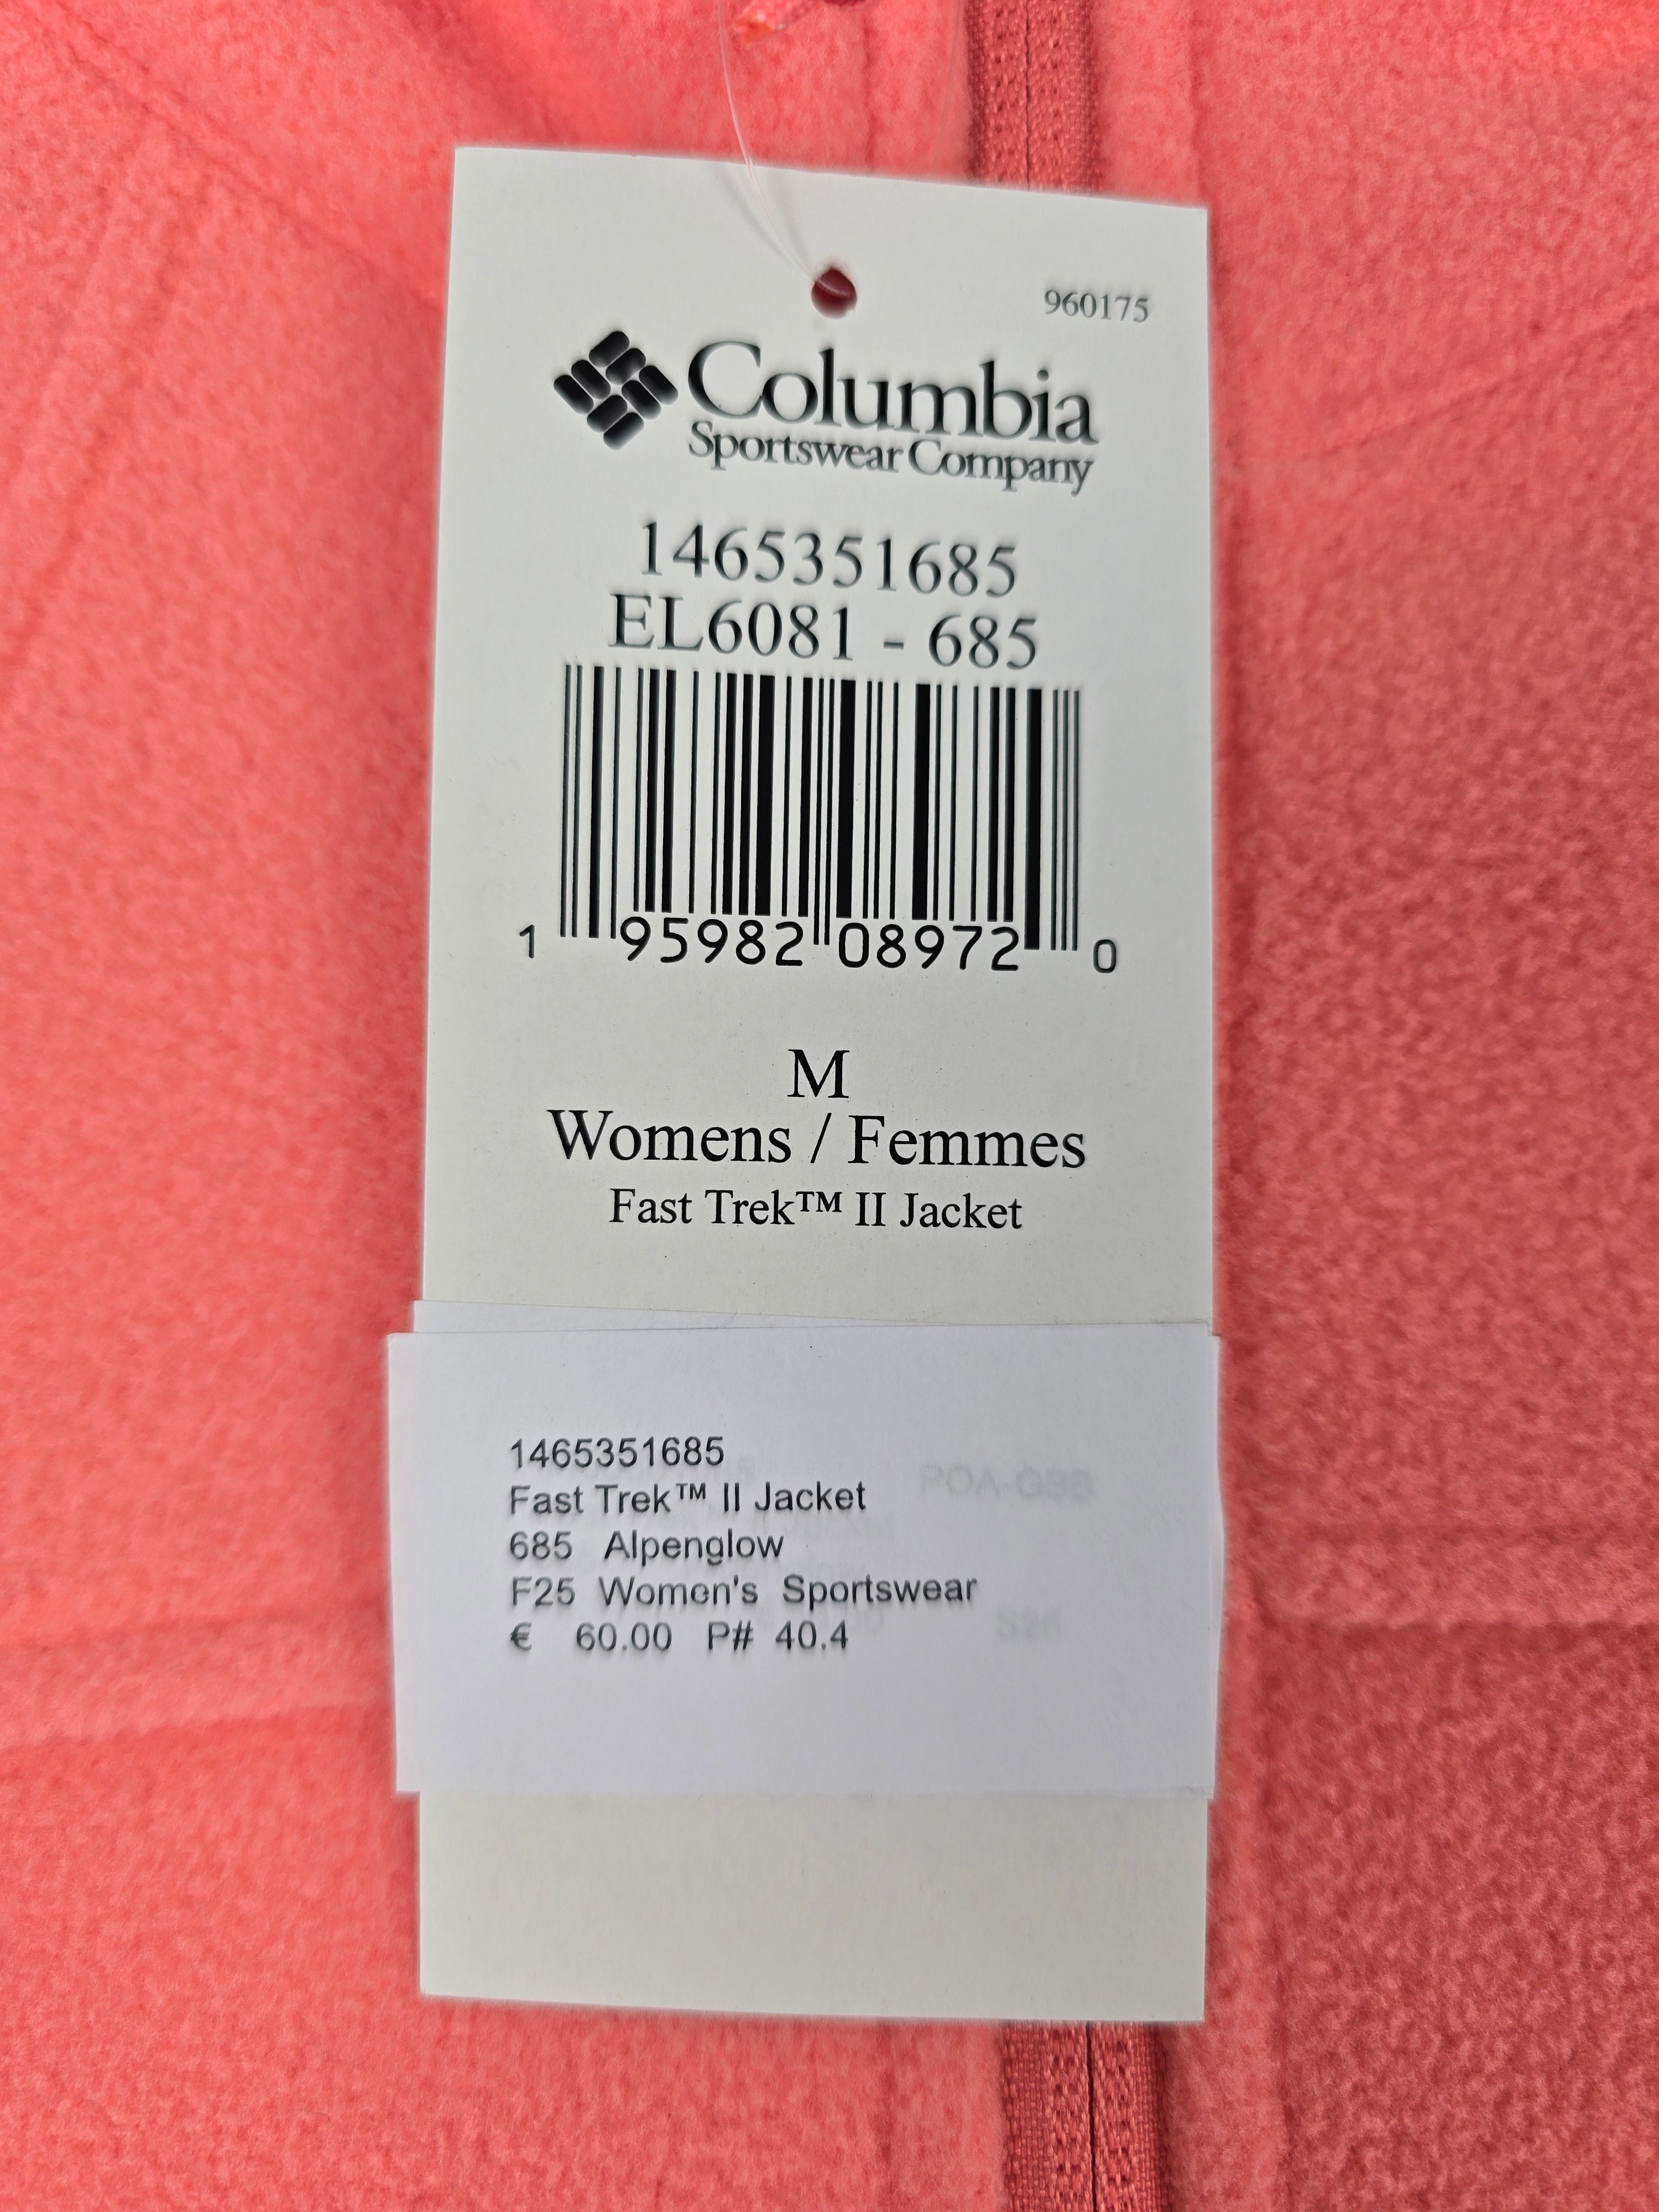 960175
Columbia
Sportswear Company
1465351685
EL6081 - 685
1 95982 08972 0
M
Womens / Femmes
Fast Trek™ II Jacket
1465351685
Fast Trek™ II Jacket
685 Alpenglow
F25 Women's Sportswear
€ 60.00 P# 40.4